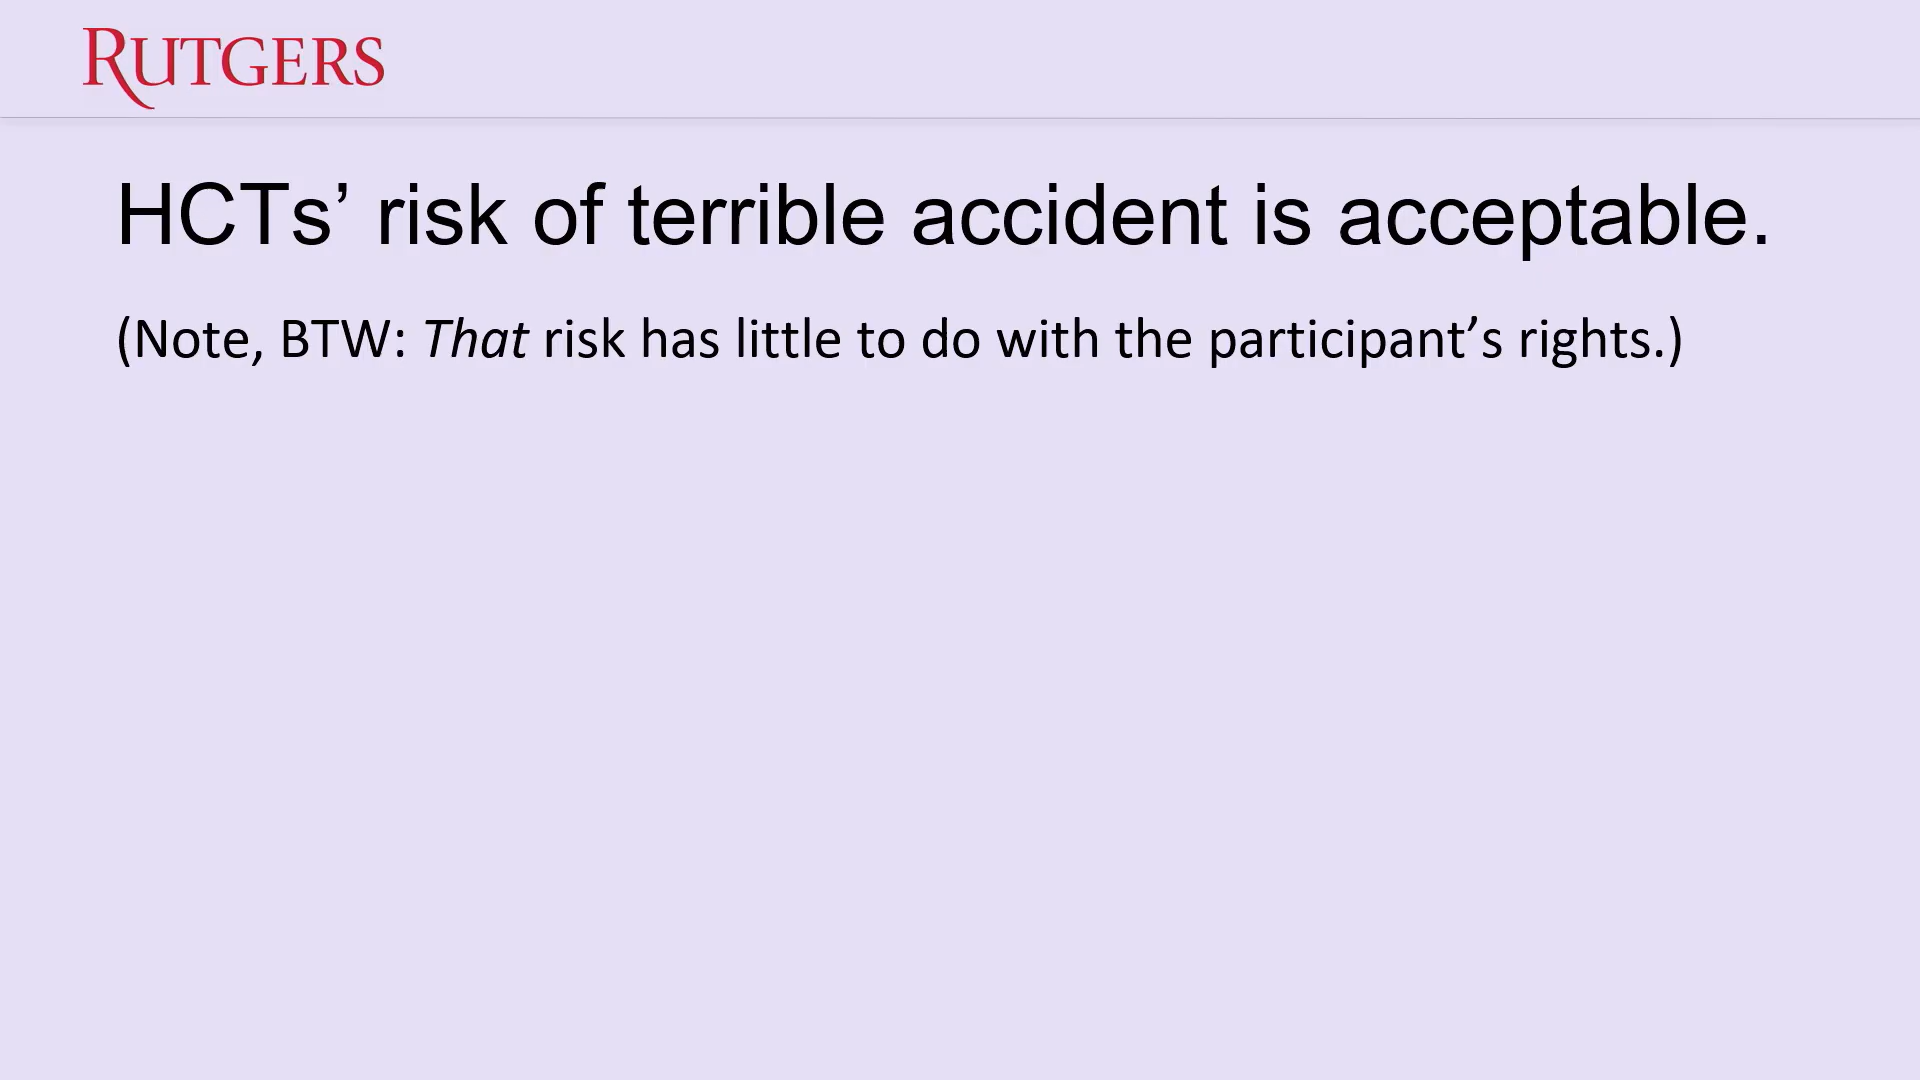 RUTGERS
HCTs’ risk of terrible accident is acceptable.
(Note, BTW: That risk has little to do with the participant’s rights.)